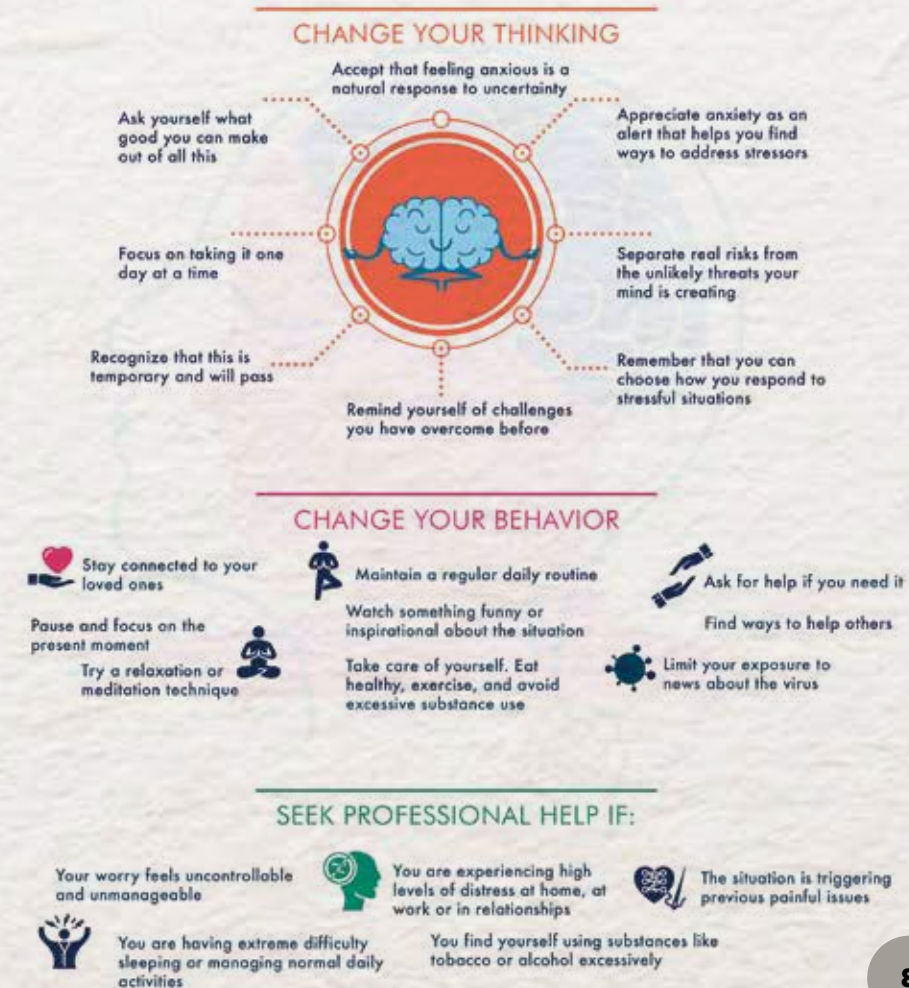 CHANGE YOUR THINKING
Accept that feeling anxious is a
natural response to uncertainty
Ask yourself what
good you can make
out of all this
Appreciate anxiety as an
alert that helps you find
ways to address stressors
Focus on taking it one
day at a time
Separate real risks from
the unlikely threats your
mind is creating
Recognize that this is
temporary and will pass
Remember that you can
choose how you respond to
stressful situations
Remind yourself of challenges
you have overcome before
CHANGE YOUR BEHAVIOR
Stay connected to your
loved ones
Pause and focus on the
present moment
Try a relaxation or
meditation technique
Maintain a regular daily routine
Watch something funny or
inspirational about the situation
Take care of yourself. Eat
healthy, exercise, and avoid
excessive substance use
Ask for help if you need it
Find ways to help others
Limit your exposure to
news about the virus
SEEK PROFESSIONAL HELP IF:
Your worry feels uncontrollable
and unmanageable
You are experiencing high
levels of distress at home, at
work or in relationships
The situation is triggering
previous painful issues
You are having extreme difficulty
sleeping or managing normal daily
activities
You find yourself using substances like
tobacco or alcohol excessively